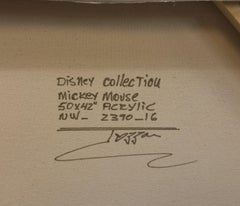 Disney Collection
Mickey Mouse
50x42" Acrylic
NW_ 2390_16